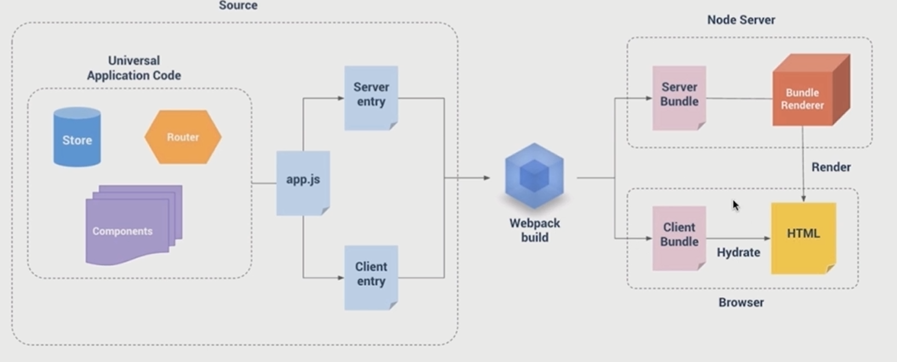 Source
Universal
Application Code
Store
Router
Components
app.js
Server
entry
Client
entry
Webpack
build
Node Server
Server
Bundle
Bundle
Renderer
Render
Client
Bundle
Hydrate
HTML
Browser